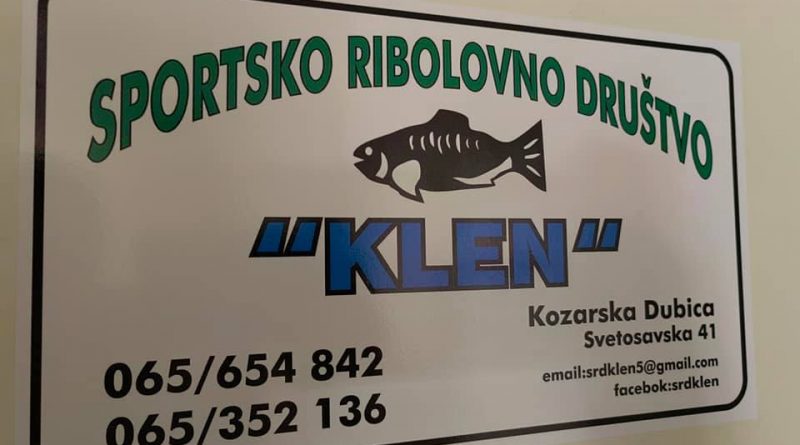 SPORTSKO RIBOLOVNO DRUŠTVO
"KLEN"
Kozarska Dubica
Svetosavska 41
email:srdklen5@gmail.com
facebok:srdklen
065/654 842
065/352 136